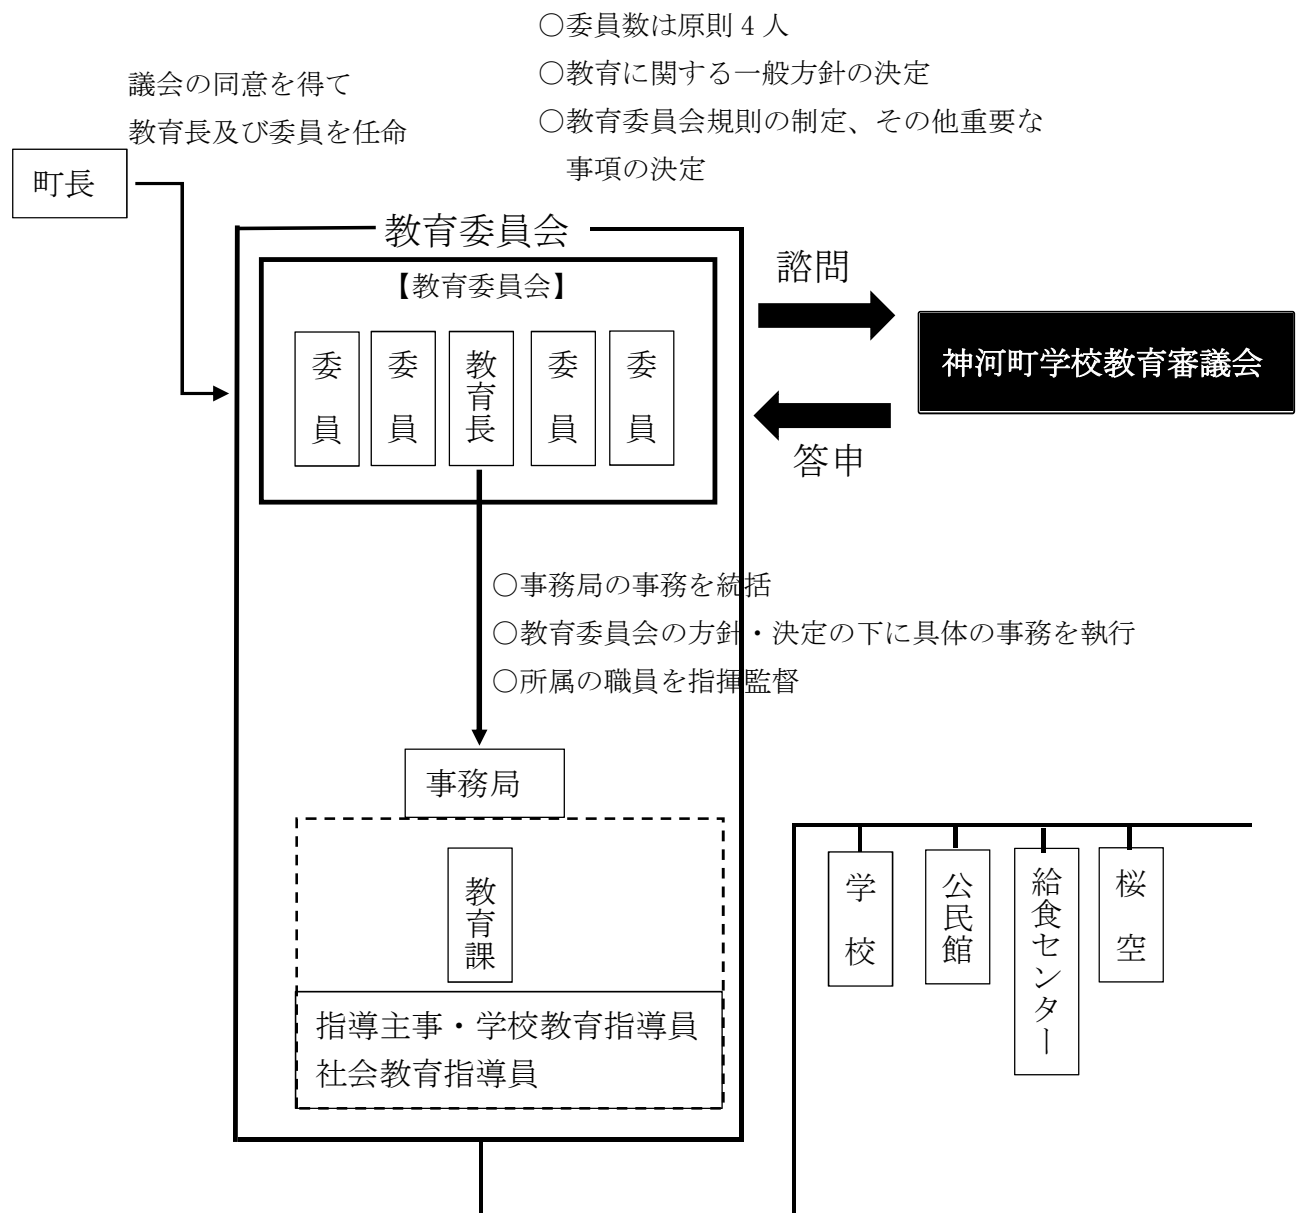 ○委員数は原則4人
○教育に関する一般方針の決定
○教育委員会規則の制定、その他重要な
事項の決定
議会の同意を得て
教育長及び委員を任命
町長
教育委員会
【教育委員会】
委員
委員
教育長
委員
委員
諮問
神河町学校教育審議会
答申
○事務局の事務を統括
○教育委員会の方針・決定の下に具体の事務を執行
○所属の職員を指揮監督
事務局
教育課
指導主事・学校教育指導員
社会教育指導員
学校
公民館
給食センター
桜空